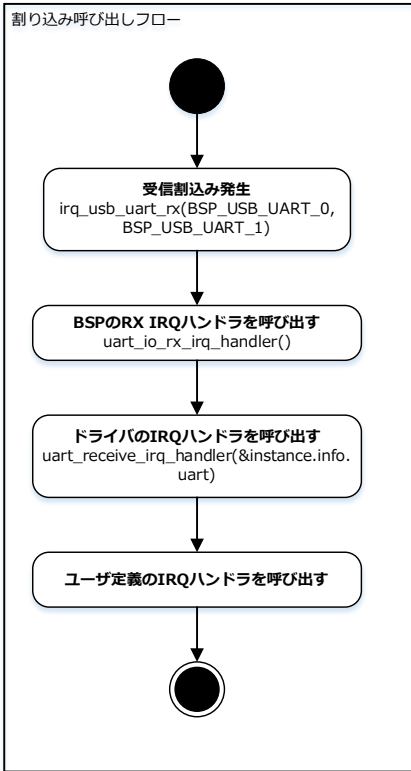 割り込み呼び出しフロー
受信割込み発生
irq_usb_uart_rx(BSP_USB_UART_0,
BSP_USB_UART_1)
BSPのRX IRQハンドラを呼び出す
uart_io_rx_irq_handler()
ドライバのIRQハンドラを呼び出す
uart_receive_irq_handler(&instance.info.
uart)
ユーザ定義のIRQハンドラを呼び出す